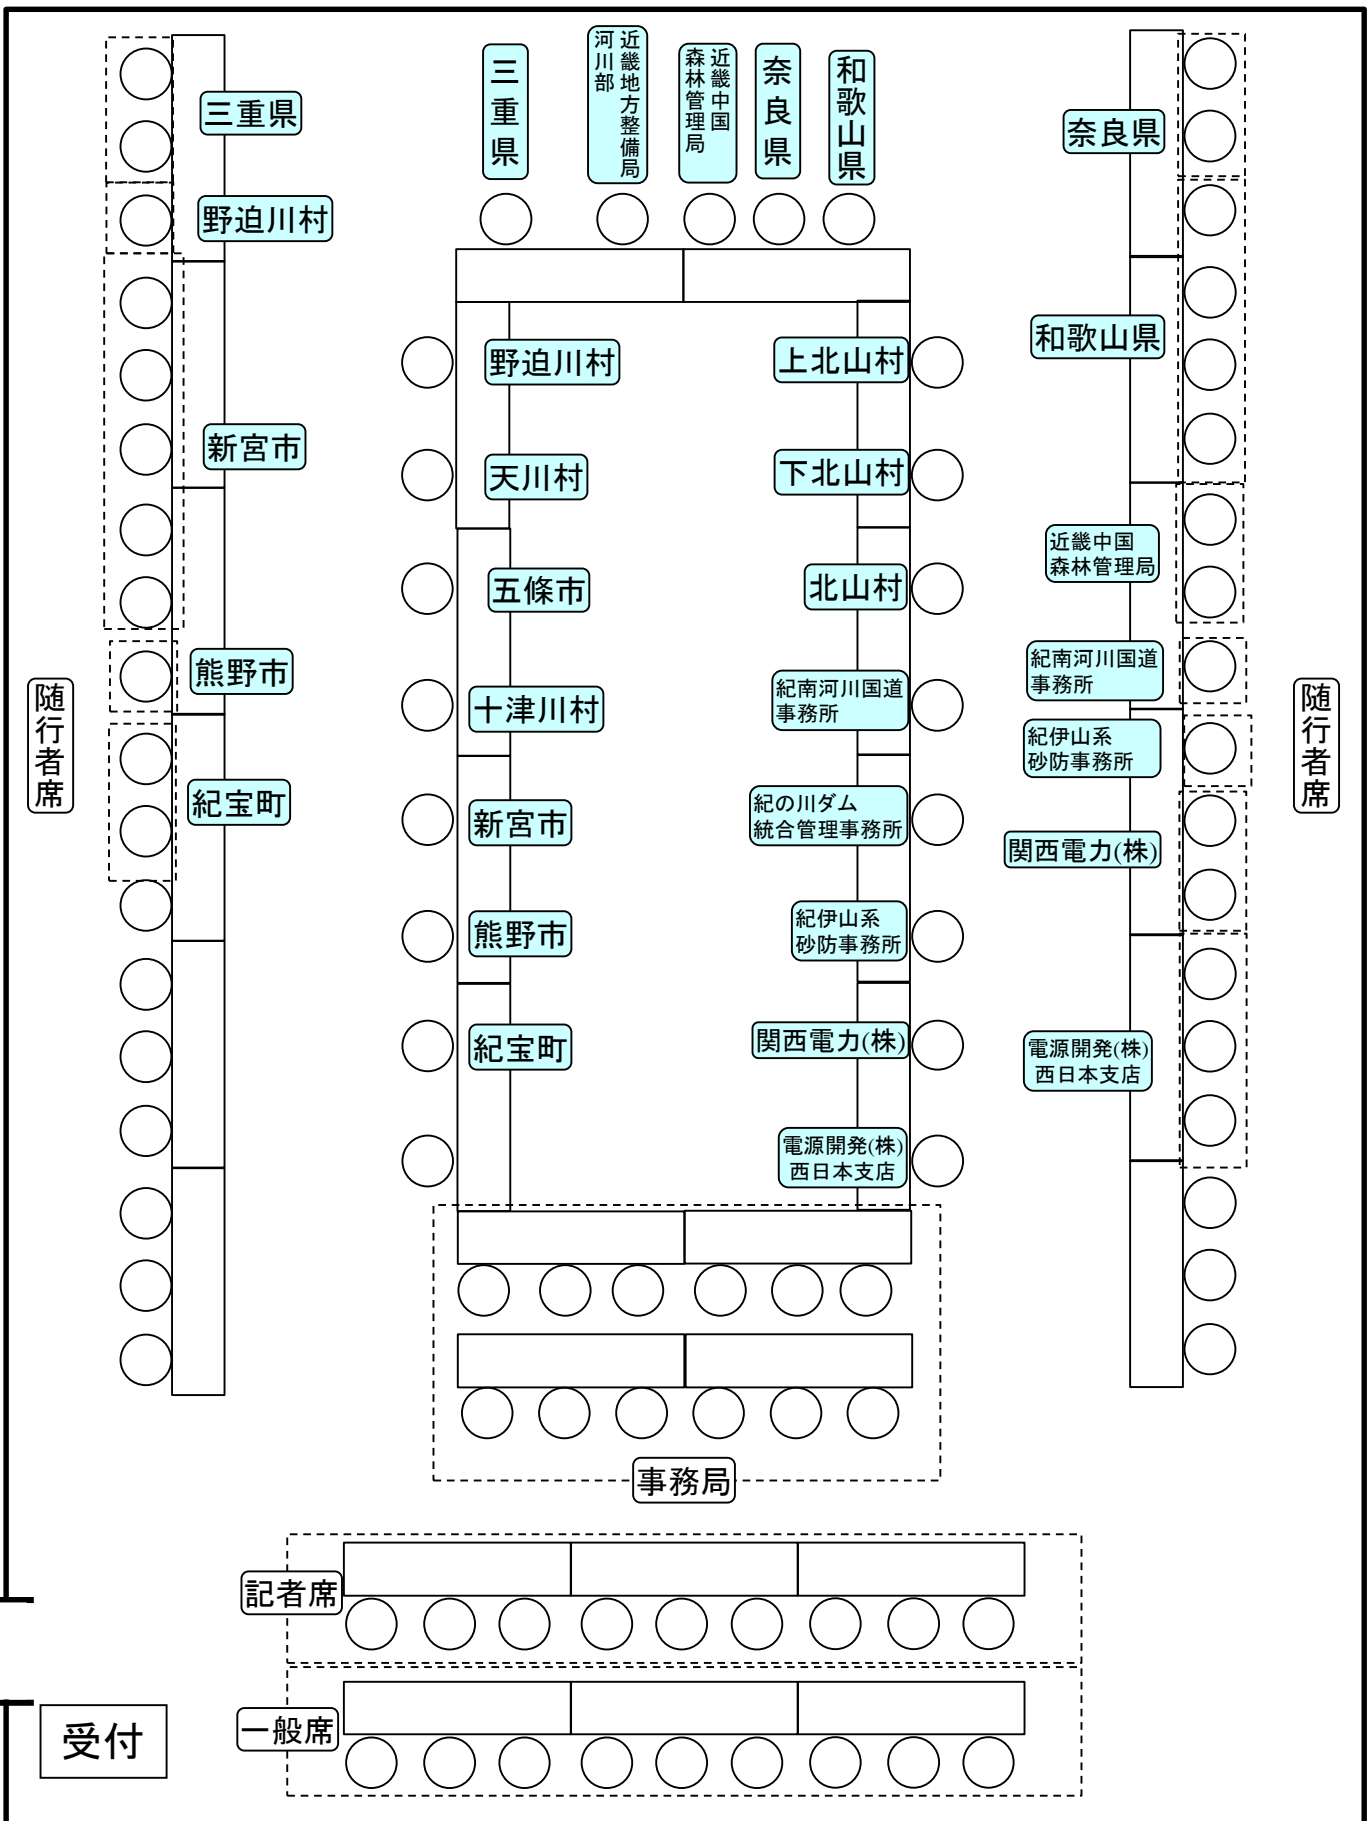 三重県
近畿地方整備局
河川部
近畿中国
森林管理局
奈良県
和歌山県
三重県
野迫川村
新宮市
熊野市
紀宝町
随行者席
野迫川村
天川村
五條市
十津川村
新宮市
熊野市
紀宝町
上北山村
下北山村
北山村
紀南河川国道
事務所
紀の川ダム
統合管理事務所
紀伊山系
砂防事務所
関西電力(株)
電源開発(株)
西日本支店
奈良県
和歌山県
近畿中国
森林管理局
紀南河川国道
事務所
紀伊山系
砂防事務所
関西電力(株)
電源開発(株)
西日本支店
随行者席
事務局
記者席
一般席
受付